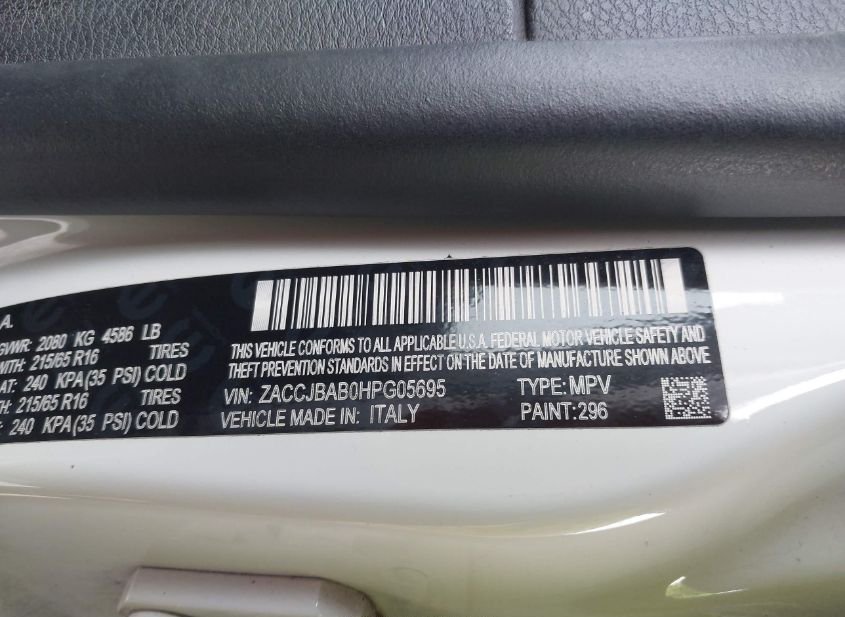 A.
GVWR: 2080 KG 4586 LB
WITH: 215/65 R16 TIRES
AT: 240 KPA(35 PSI) COLD
TH: 215/65 R16 TIRES
: 240 KPA(35 PSI) COLD
THIS VEHICLE CONFORMS TO ALL APPLICABLE U.S.A. FEDERAL MOTOR VEHICLE SAFETY AND
THEFT PREVENTION STANDARDS IN EFFECT ON THE DATE OF MANUFACTURE SHOWN ABOVE
VIN: ZACCJBAB0HPG05695 TYPE: MPV
VEHICLE MADE IN: ITALY PAINT: 296